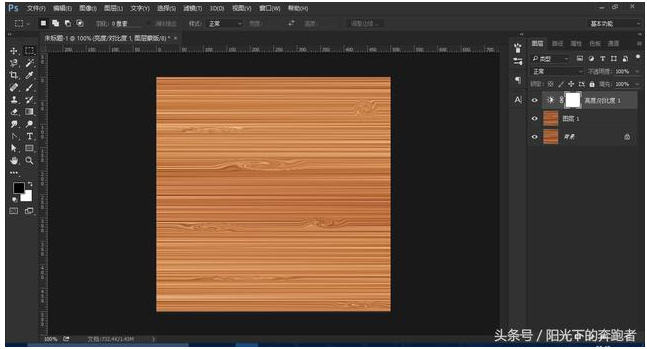 Ps 文件(F) 编辑(E) 图像(I) 图层(L) 文字(Y) 选择(S) 滤镜(T) 3D(D) 视图(V) 窗口(W) 帮助(H)
羽化: 0 像素 消除锯齿 样式: 正常 宽度: 高度: 调整边缘... 基本功能
未标题-1 @ 100% (亮度/对比度 1, 图层蒙版/8) * ×
图层 路径 属性 色板 通道
类型
正常 不透明度: 100%
锁定: 填充: 100%
亮度/对比度 1
图层 1
背景
100% 文档:732.4K/1.43M
头条号 / 阳光下的奔跑者